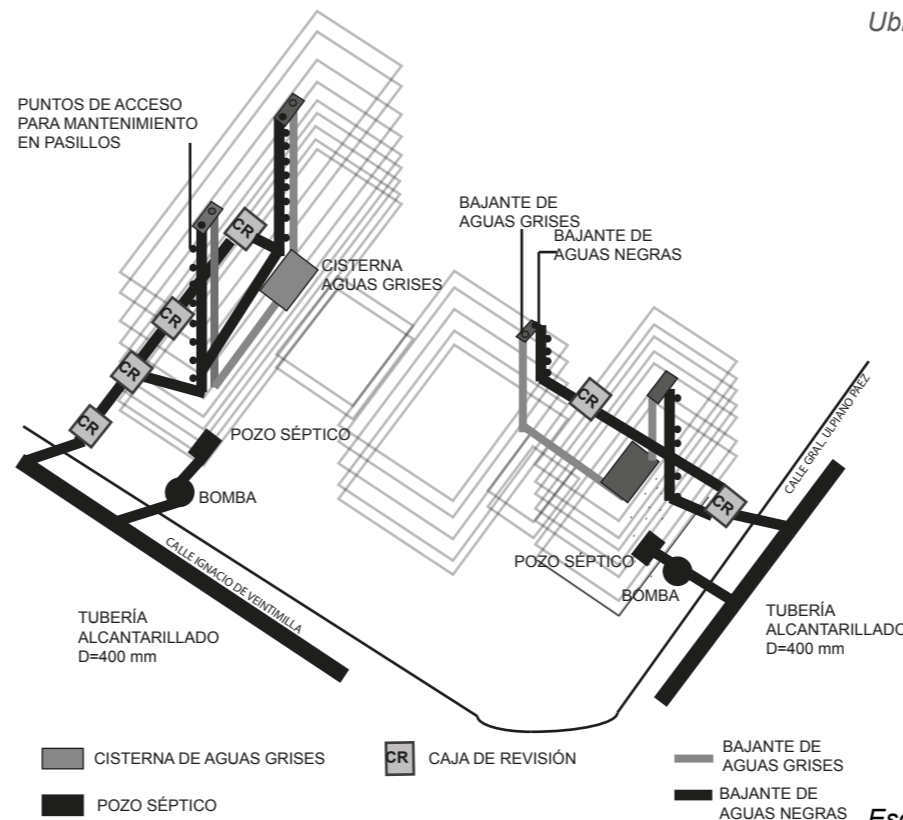 Ubi
PUNTOS DE ACCESO
PARA MANTENIMIENTO
EN PASILLOS
BAJANTE DE
AGUAS GRISES
BAJANTE DE
AGUAS NEGRAS
CR
CISTERNA
AGUAS GRISES
CR
CR
CR
CR
CR
POZO SÉPTICO
BOMBA
CALLE GRAL. ULPIANO PAEZ
POZO SÉPTICO
BOMBA
CALLE IGNACIO DE VEINTIMILLA
TUBERÍA
ALCANTARILLADO
D=400 mm
TUBERÍA
ALCANTARILLADO
D=400 mm
CISTERNA DE AGUAS GRISES
CR CAJA DE REVISIÓN
BAJANTE DE
AGUAS GRISES
POZO SÉPTICO
BAJANTE DE
AGUAS NEGRAS